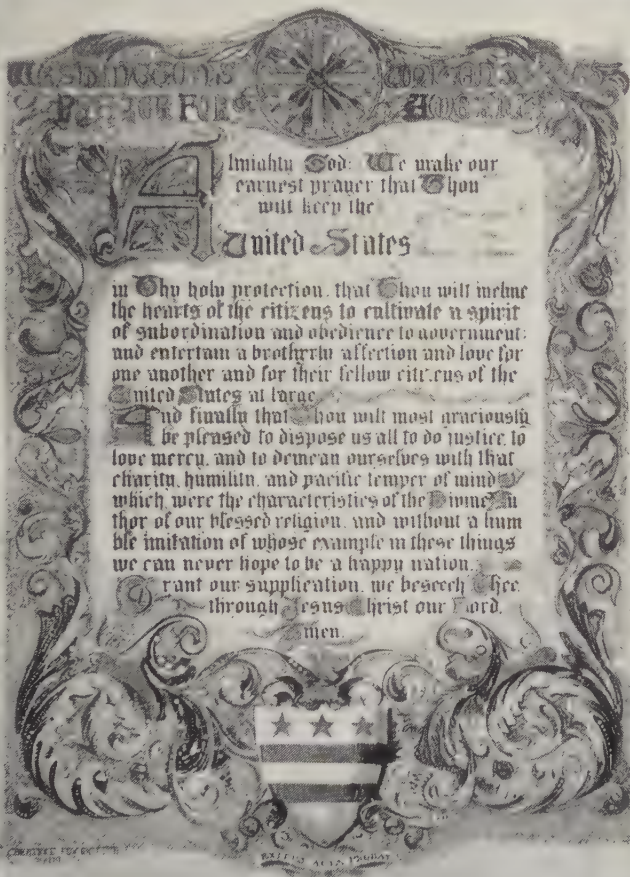 WASHINGTON'S
PRAYER FOR AMERICA
Almighty God: We make our
earnest prayer that Thou
will keep the
United States
in Thy holy protection, that Thou will incline
the hearts of the citizens to cultivate a spirit
of subordination and obedience to government;
and entertain a brotherly affection and love for
one another and for their fellow citizens of the
United States at large.
And finally that Thou will most graciously
be pleased to dispose us all to do justice, to
love mercy, and to demean ourselves with that
charity, humility, and pacific temper of mind
which were the characteristics of the Divine Au
thor of our blessed religion, and without a hum
ble imitation of whose example in these things
we can never hope to be a happy nation.
Grant our supplication, we beseech Thee,
through Jesus Christ our Lord,
Amen.
EXITUS ACTA PROBAT